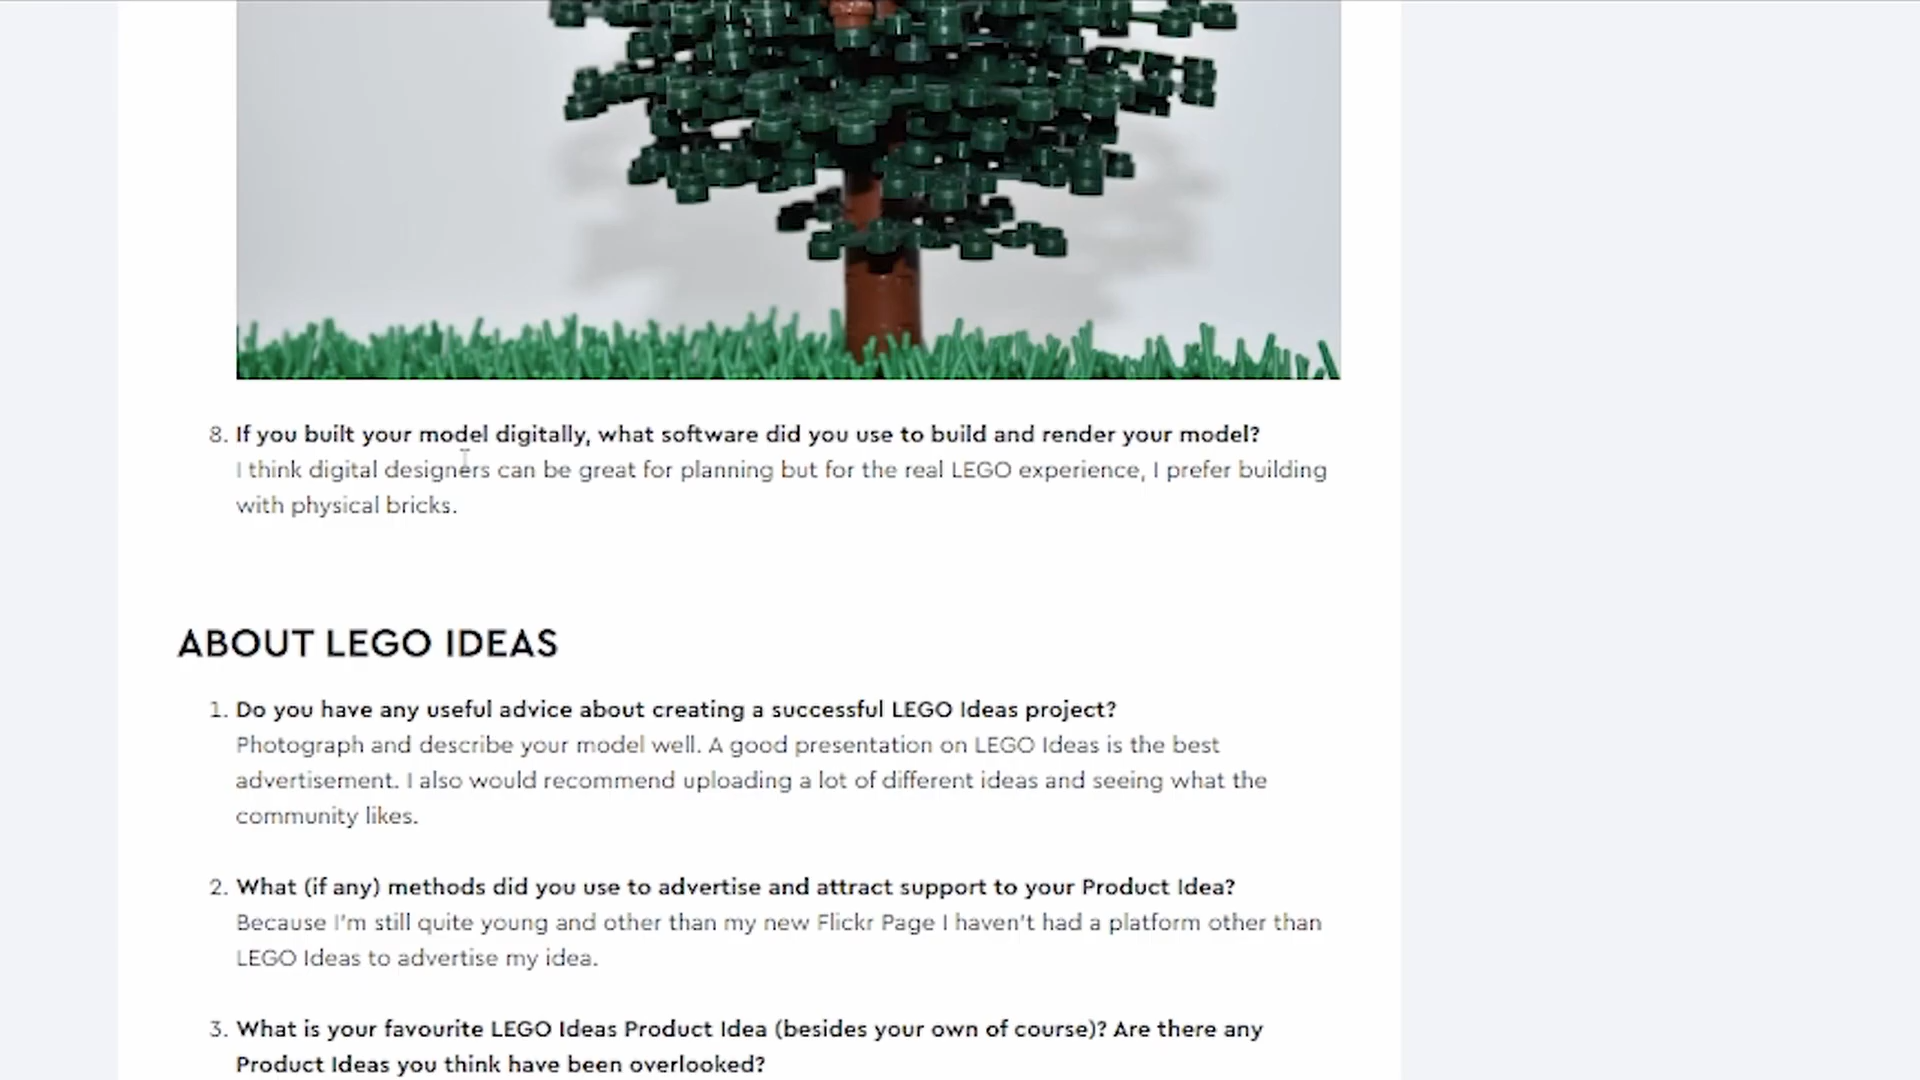 8. If you built your model digitally, what software did you use to build and render your model?
I think digital designers can be great for planning but for the real LEGO experience, I prefer building
with physical bricks.
ABOUT LEGO IDEAS
1. Do you have any useful advice about creating a successful LEGO Ideas project?
Photograph and describe your model well. A good presentation on LEGO Ideas is the best
advertisement. I also would recommend uploading a lot of different ideas and seeing what the
community likes.
2. What (if any) methods did you use to advertise and attract support to your Product Idea?
Because I'm still quite young and other than my new Flickr Page I haven't had a platform other than
LEGO Ideas to advertise my idea.
3. What is your favourite LEGO Ideas Product Idea (besides your own of course)? Are there any
Product Ideas you think have been overlooked?